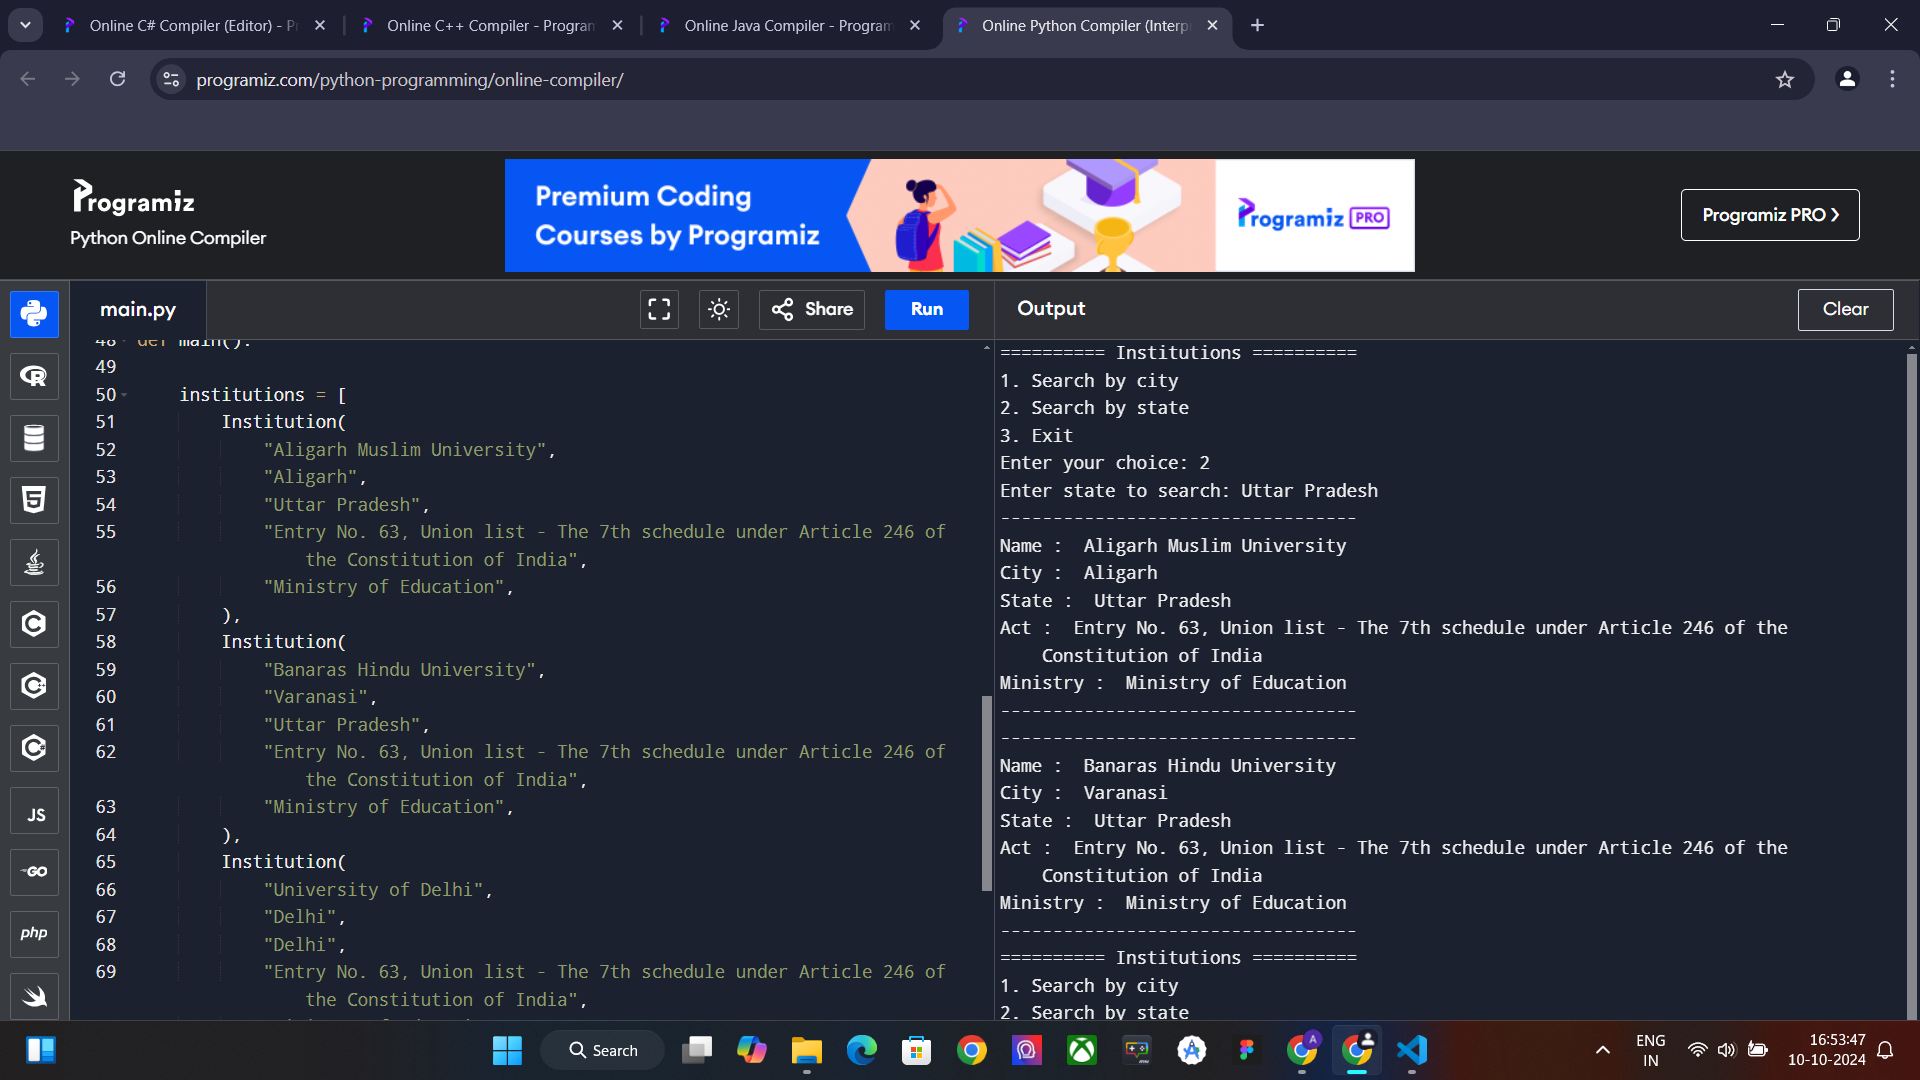 Online C# Compiler (Editor) - Pr
Online C++ Compiler - Program
Online Java Compiler - Program
Online Python Compiler (Interp
programiz.com/python-programming/online-compiler/
Programiz
Python Online Compiler
Premium Coding
Courses by Programiz
Programiz PRO
Programiz PRO ❯
main.py
Share
Run
Output
Clear
48 def main():
49
50 institutions = [
51 Institution(
52 "Aligarh Muslim University",
53 "Aligarh",
54 "Uttar Pradesh",
55 "Entry No. 63, Union list - The 7th schedule under Article 246 of
the Constitution of India",
56 "Ministry of Education",
57 ),
58 Institution(
59 "Banaras Hindu University",
60 "Varanasi",
61 "Uttar Pradesh",
62 "Entry No. 63, Union list - The 7th schedule under Article 246 of
the Constitution of India",
63 "Ministry of Education",
64 ),
65 Institution(
66 "University of Delhi",
67 "Delhi",
68 "Delhi",
69 "Entry No. 63, Union list - The 7th schedule under Article 246 of
the Constitution of India",
========== Institutions ==========
1. Search by city
2. Search by state
3. Exit
Enter your choice: 2
Enter state to search: Uttar Pradesh
----------------------------------
Name :  Aligarh Muslim University
City :  Aligarh
State :  Uttar Pradesh
Act :  Entry No. 63, Union list - The 7th schedule under Article 246 of the
Constitution of India
Ministry :  Ministry of Education
----------------------------------
----------------------------------
Name :  Banaras Hindu University
City :  Varanasi
State :  Uttar Pradesh
Act :  Entry No. 63, Union list - The 7th schedule under Article 246 of the
Constitution of India
Ministry :  Ministry of Education
----------------------------------
========== Institutions ==========
1. Search by city
2. Search by state
JS
GO
php
Search
A
ENG
IN
16:53:47
10-10-2024